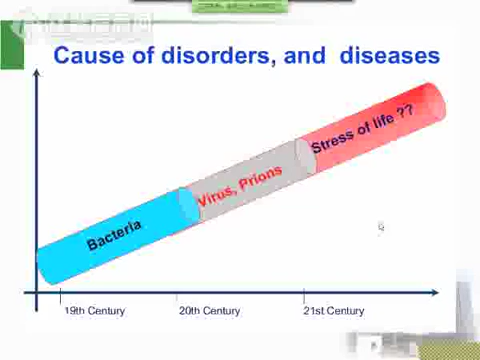 Cause of disorders, and diseases
Stress of life ??
Virus, Prions
Bacteria
19th Century
20th Century
21st Century